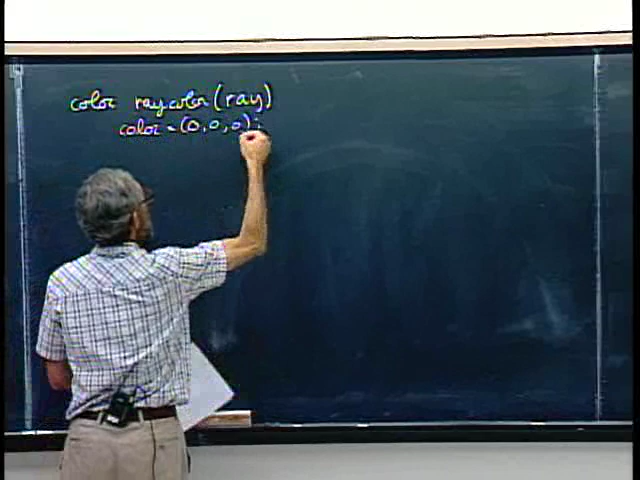 color raycolor (ray)
color = (0, 0, 0);